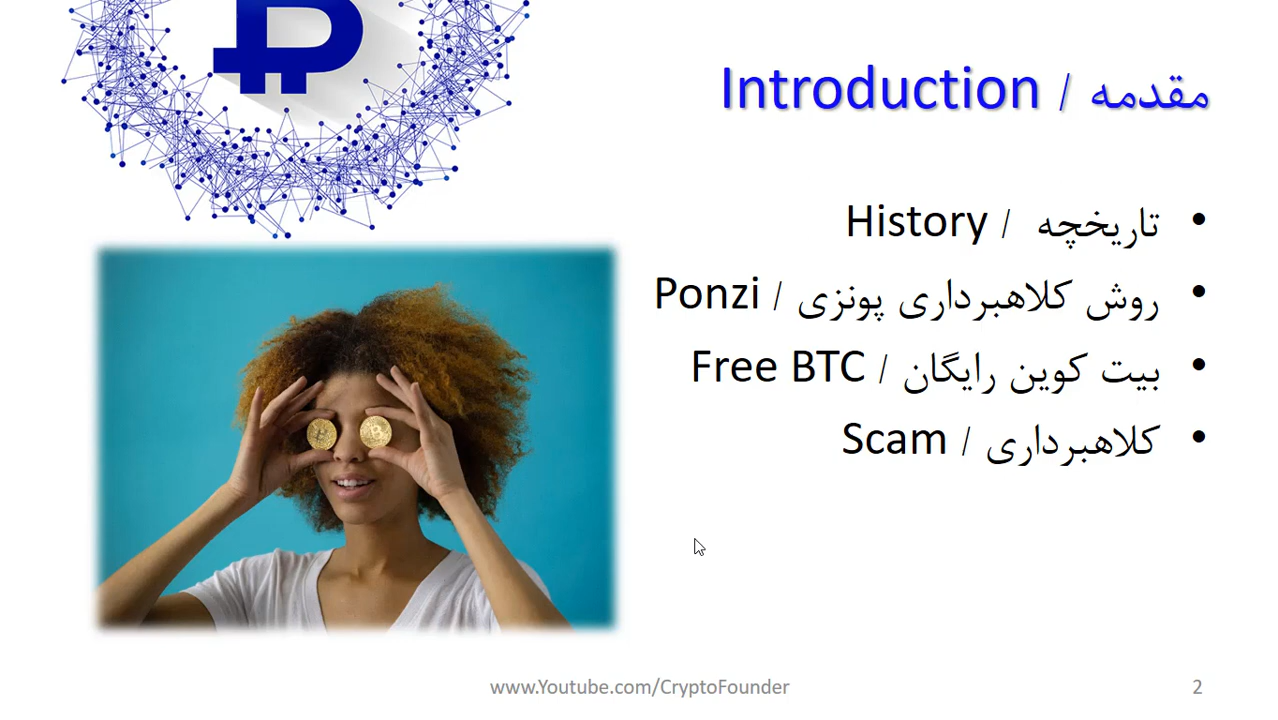 مقدمه / Introduction
• تاریخچه / History
• روش کلاهبرداری پونزی / Ponzi
• بیت کوین رایگان / Free BTC
• کلاهبرداری / Scam
www.Youtube.com/CryptoFounder
2